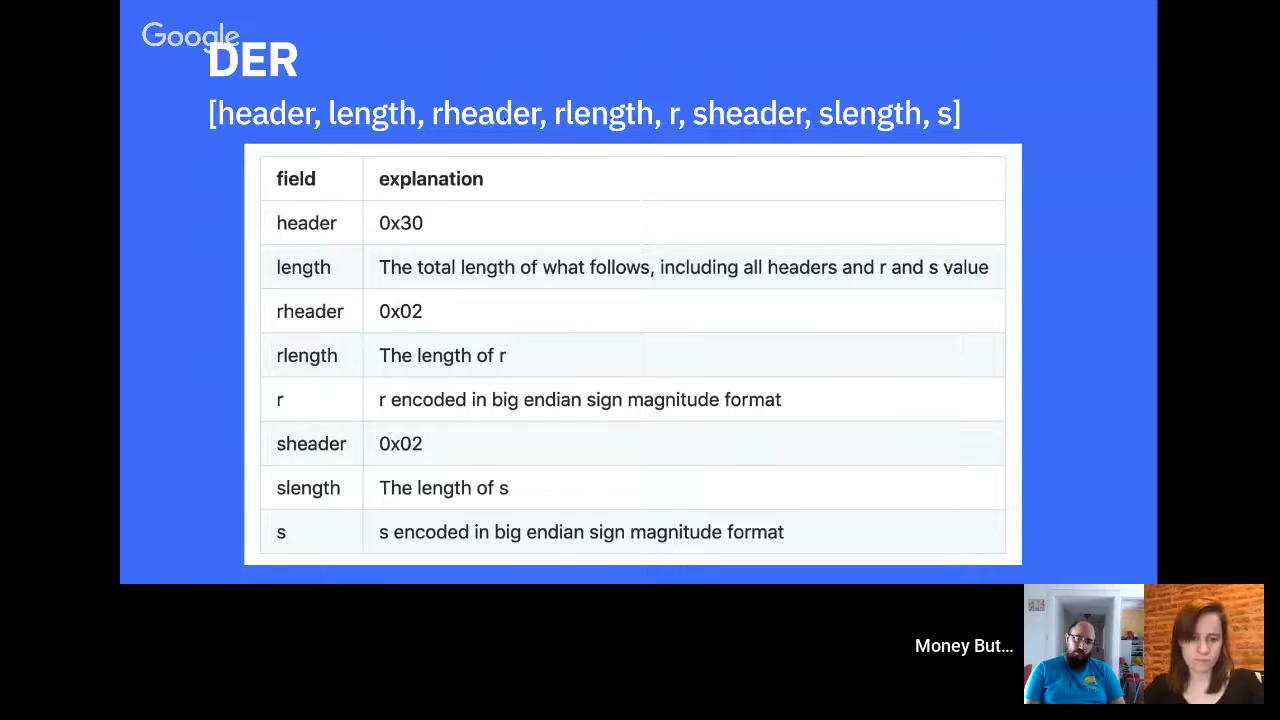 Google
DER
[header, length, rheader, rlength, r, sheader, slength, s]
field explanation
header 0x30
length The total length of what follows, including all headers and r and s value
rheader 0x02
rlength The length of r
r r encoded in big endian sign magnitude format
sheader 0x02
slength The length of s
s s encoded in big endian sign magnitude format
Money But...